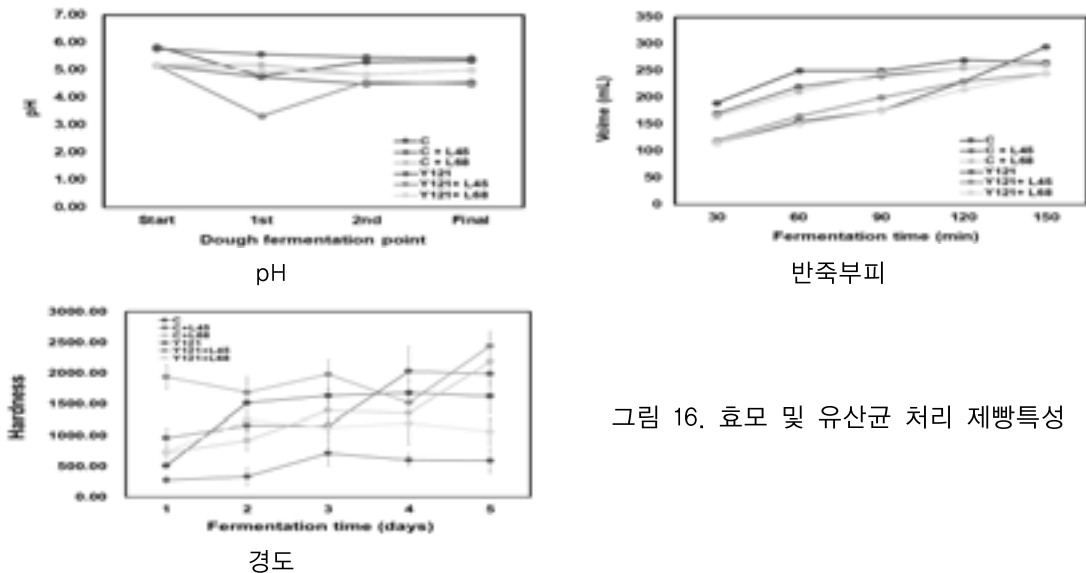 7.00
6.00
5.00
4.00
3.00
2.00
1.00
0.00
pH
C
C + L45
C + L68
Y121
Y121+ L45
Y121+ L68
Start 1st 2nd Final
Dough fermentation point
pH
350
300
250
200
150
100
50
0
Volme (mL)
C
C + L45
C + L68
Y121
Y121+ L45
Y121+ L68
30 60 90 120 150
Fermentation time (min)
반죽부피
3000.00
2500.00
2000.00
1500.00
1000.00
500.00
0.00
Hardness
C
C+L45
C+L68
Y121
Y121+L45
Y121+L68
1 2 3 4 5
Fermentation time (days)
경도
그림 16. 효모 및 유산균 처리 제빵특성